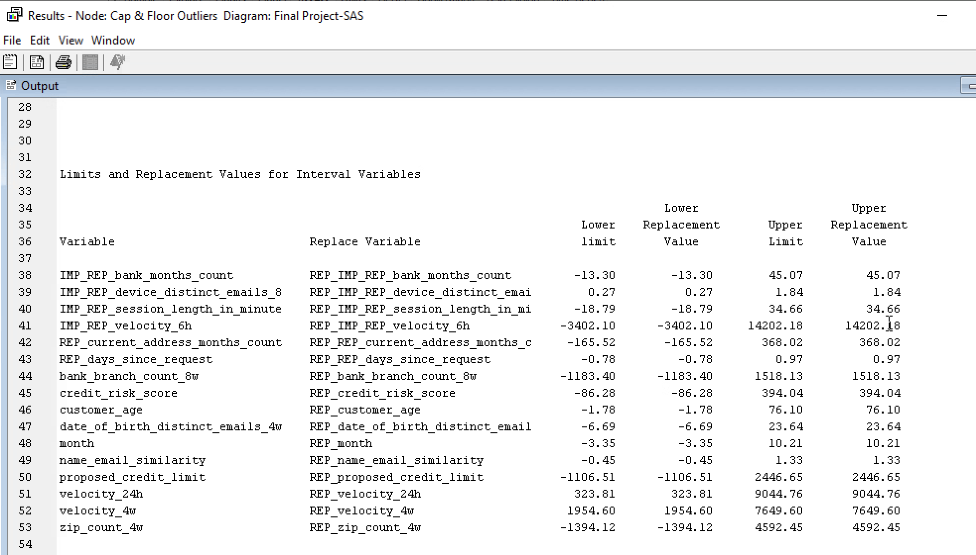 Results - Node: Cap & Floor Outliers Diagram: Final Project-SAS
File Edit View Window
Output
28
29
30
31
32 Limits and Replacement Values for Interval Variables
33
34 Lower Upper
35 Lower Replacement Upper Replacement
36 Variable Replace Variable limit Value Limit Value
37
38 IMP_REP_bank_months_count REP_IMP_REP_bank_months_count -13.30 -13.30 45.07 45.07
39 IMP_REP_device_distinct_emails_8 REP_IMP_REP_device_distinct_emai 0.27 0.27 1.84 1.84
40 IMP_REP_session_length_in_minute REP_IMP_REP_session_length_in_mi -18.79 -18.79 34.66 34.66
41 IMP_REP_velocity_6h REP_IMP_REP_velocity_6h -3402.10 -3402.10 14202.18 14202.18
42 REP_current_address_months_count REP_REP_current_address_months_c -165.52 -165.52 368.02 368.02
43 REP_days_since_request REP_REP_days_since_request -0.78 -0.78 0.97 0.97
44 bank_branch_count_8w REP_bank_branch_count_8w -1183.40 -1183.40 1518.13 1518.13
45 credit_risk_score REP_credit_risk_score -86.28 -86.28 394.04 394.04
46 customer_age REP_customer_age -1.78 -1.78 76.10 76.10
47 date_of_birth_distinct_emails_4w REP_date_of_birth_distinct_email -6.69 -6.69 23.64 23.64
48 month REP_month -3.35 -3.35 10.21 10.21
49 name_email_similarity REP_name_email_similarity -0.45 -0.45 1.33 1.33
50 proposed_credit_limit REP_proposed_credit_limit -1106.51 -1106.51 2446.65 2446.65
51 velocity_24h REP_velocity_24h 323.81 323.81 9044.76 9044.76
52 velocity_4w REP_velocity_4w 1954.60 1954.60 7649.60 7649.60
53 zip_count_4w REP_zip_count_4w -1394.12 -1394.12 4592.45 4592.45
54